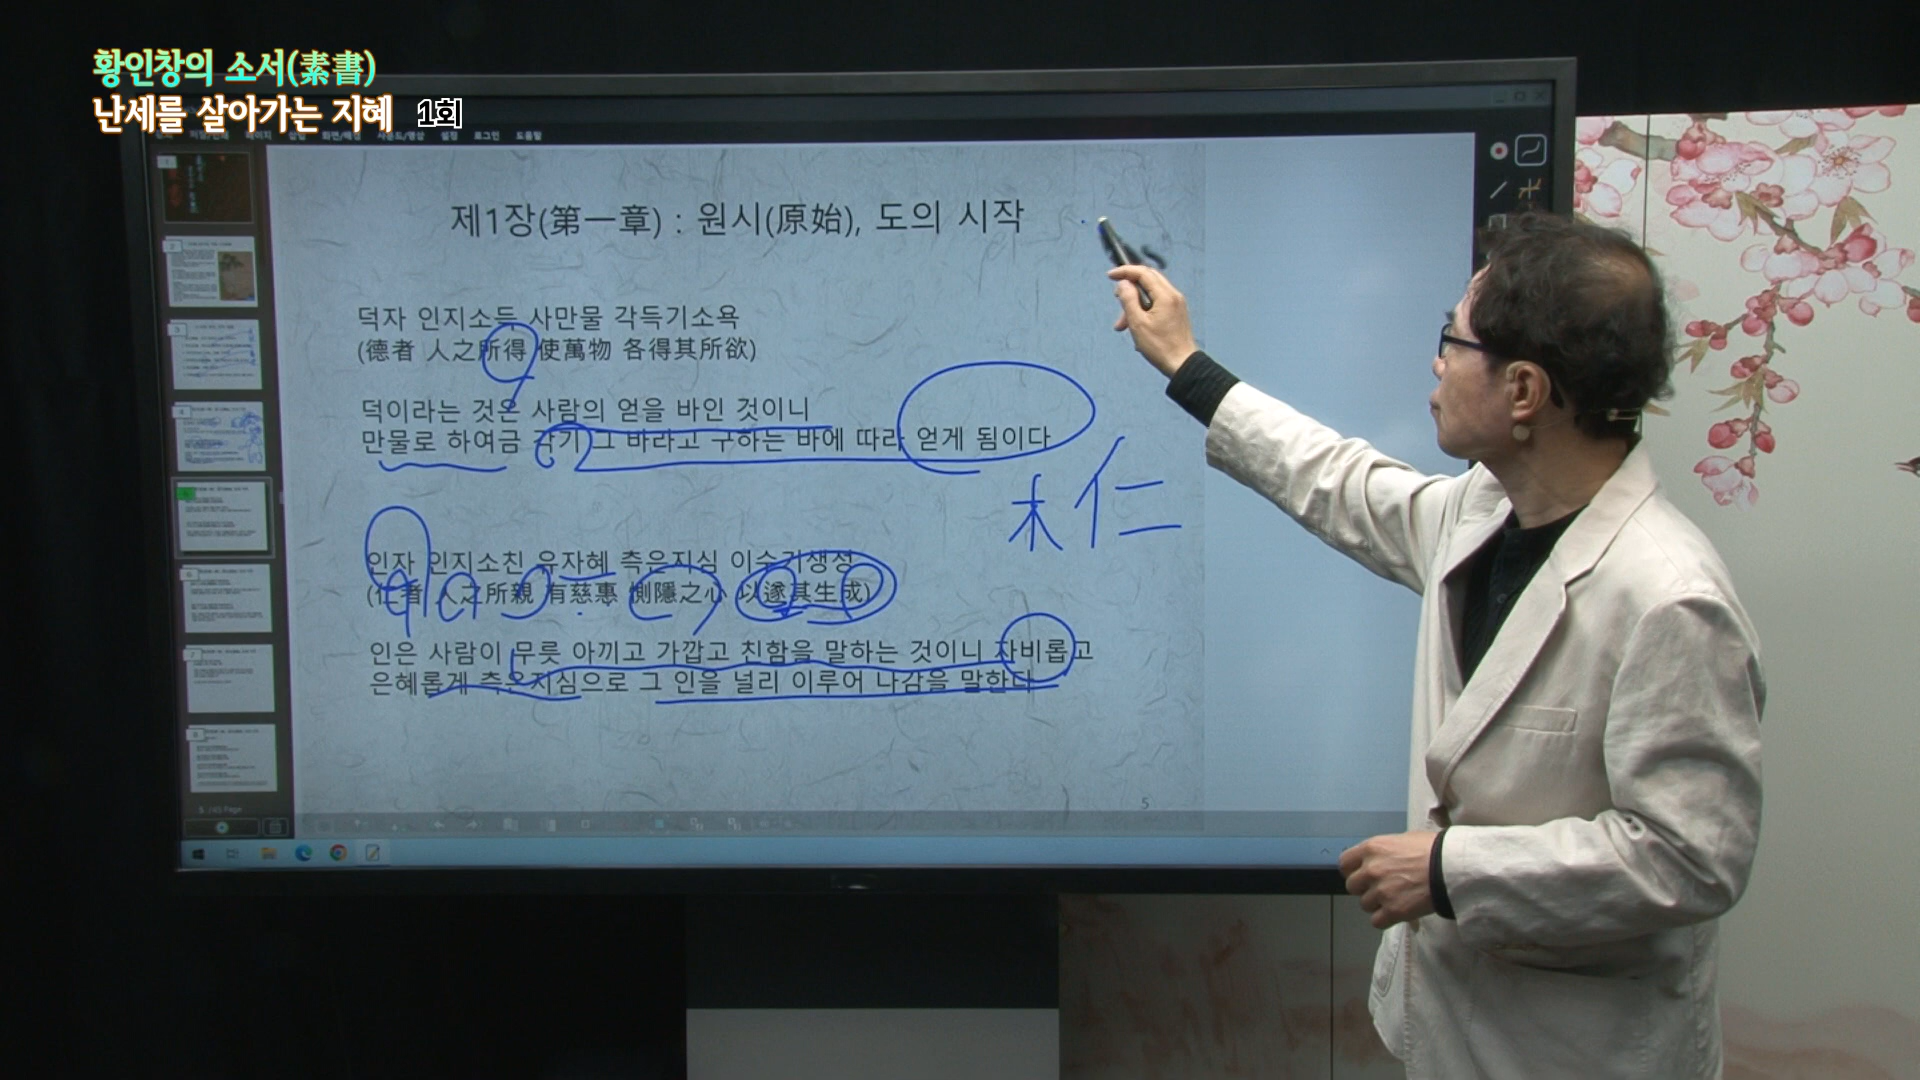 황인창의 소서(素書)
난세를 살아가는 지혜 1회
설정 로그인 도움말
제1장(第一章) : 원시(原始), 도의 시작
덕자 인지소득 사만물 각득기소욕
(德者 人之所得 使萬物 各得其所欲)
덕이라는 것은 사람의 얻을 바인 것이니
만물로 하여금 각기 그 바라고 구하는 바에 따라 얻게 됨이다
木 仁
인자 인지소친 유자혜 측은지심 이수기생성
(仁者 人之所親 有慈惠 惻隱之心 以遂其生成)
인은 사람이 무릇 아끼고 가깝고 친함을 말하는 것이니 자비롭고
은혜롭게 측은지심으로 그 인을 널리 이루어 나감을 말한다
5